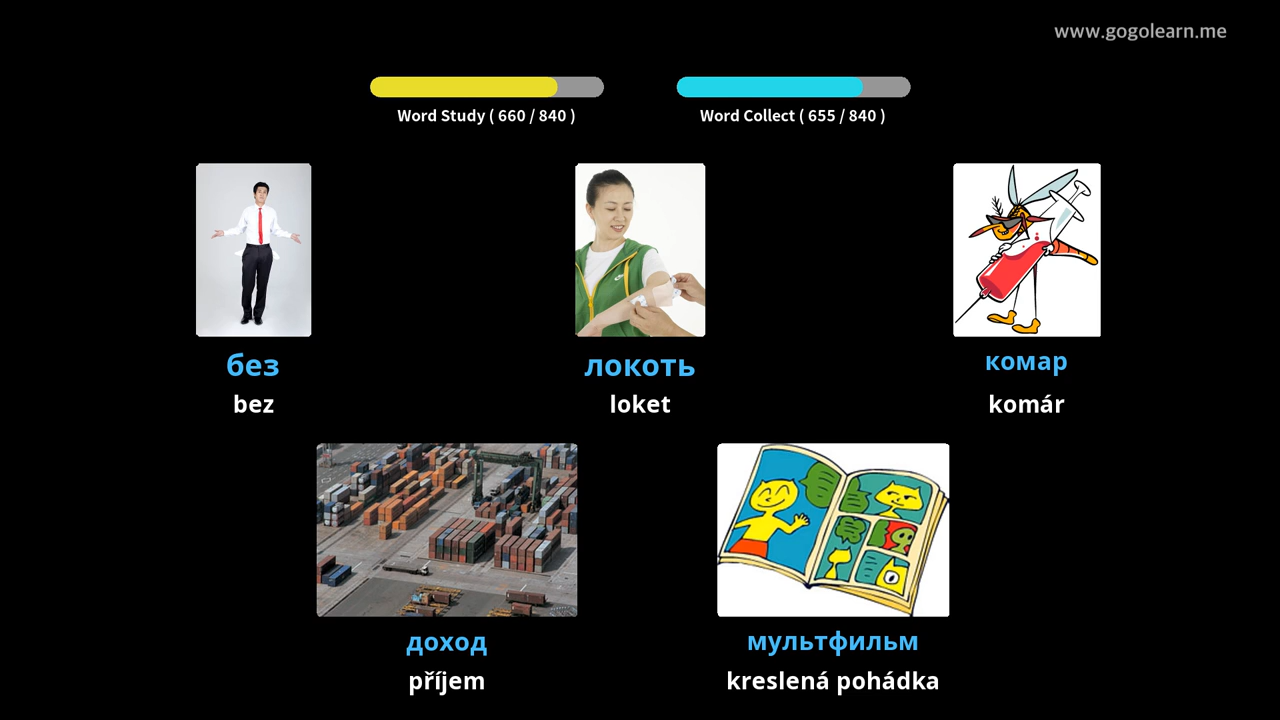 www.gogolearn.me
Word Study ( 660 / 840 )
Word Collect ( 655 / 840 )
без
локоть
комар
bez
loket
komár
доход
мультфильм
příjem
kreslená pohádka